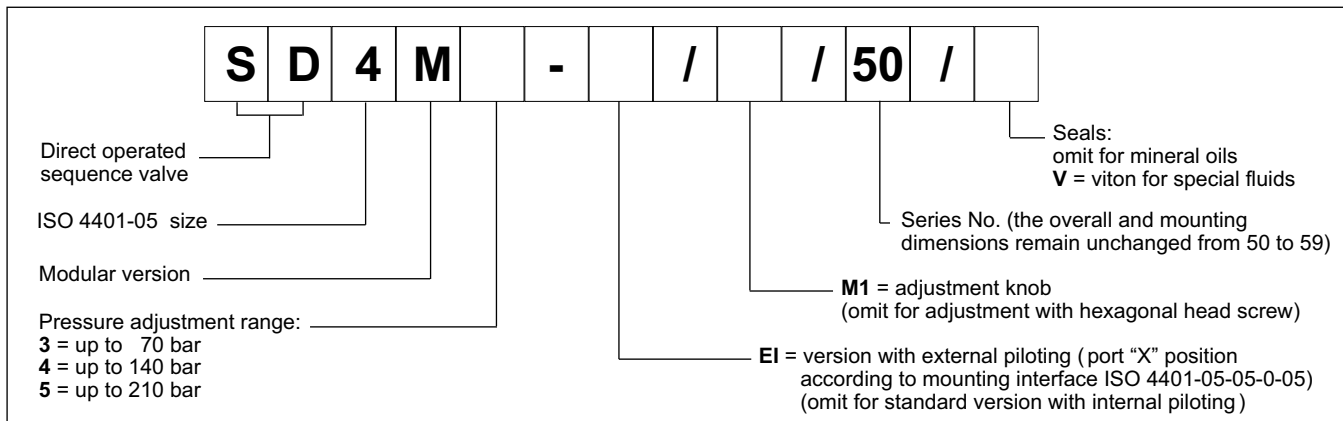 S D 4 M - / / 50 /
Direct operated
sequence valve
ISO 4401-05 size
Modular version
Pressure adjustment range:
3 = up to 70 bar
4 = up to 140 bar
5 = up to 210 bar
Seals:
omit for mineral oils
V = viton for special fluids
Series No. (the overall and mounting
dimensions remain unchanged from 50 to 59)
M1 = adjustment knob
(omit for adjustment with hexagonal head screw)
EI = version with external piloting (port “X” position
according to mounting interface ISO 4401-05-05-0-05)
(omit for standard version with internal piloting)